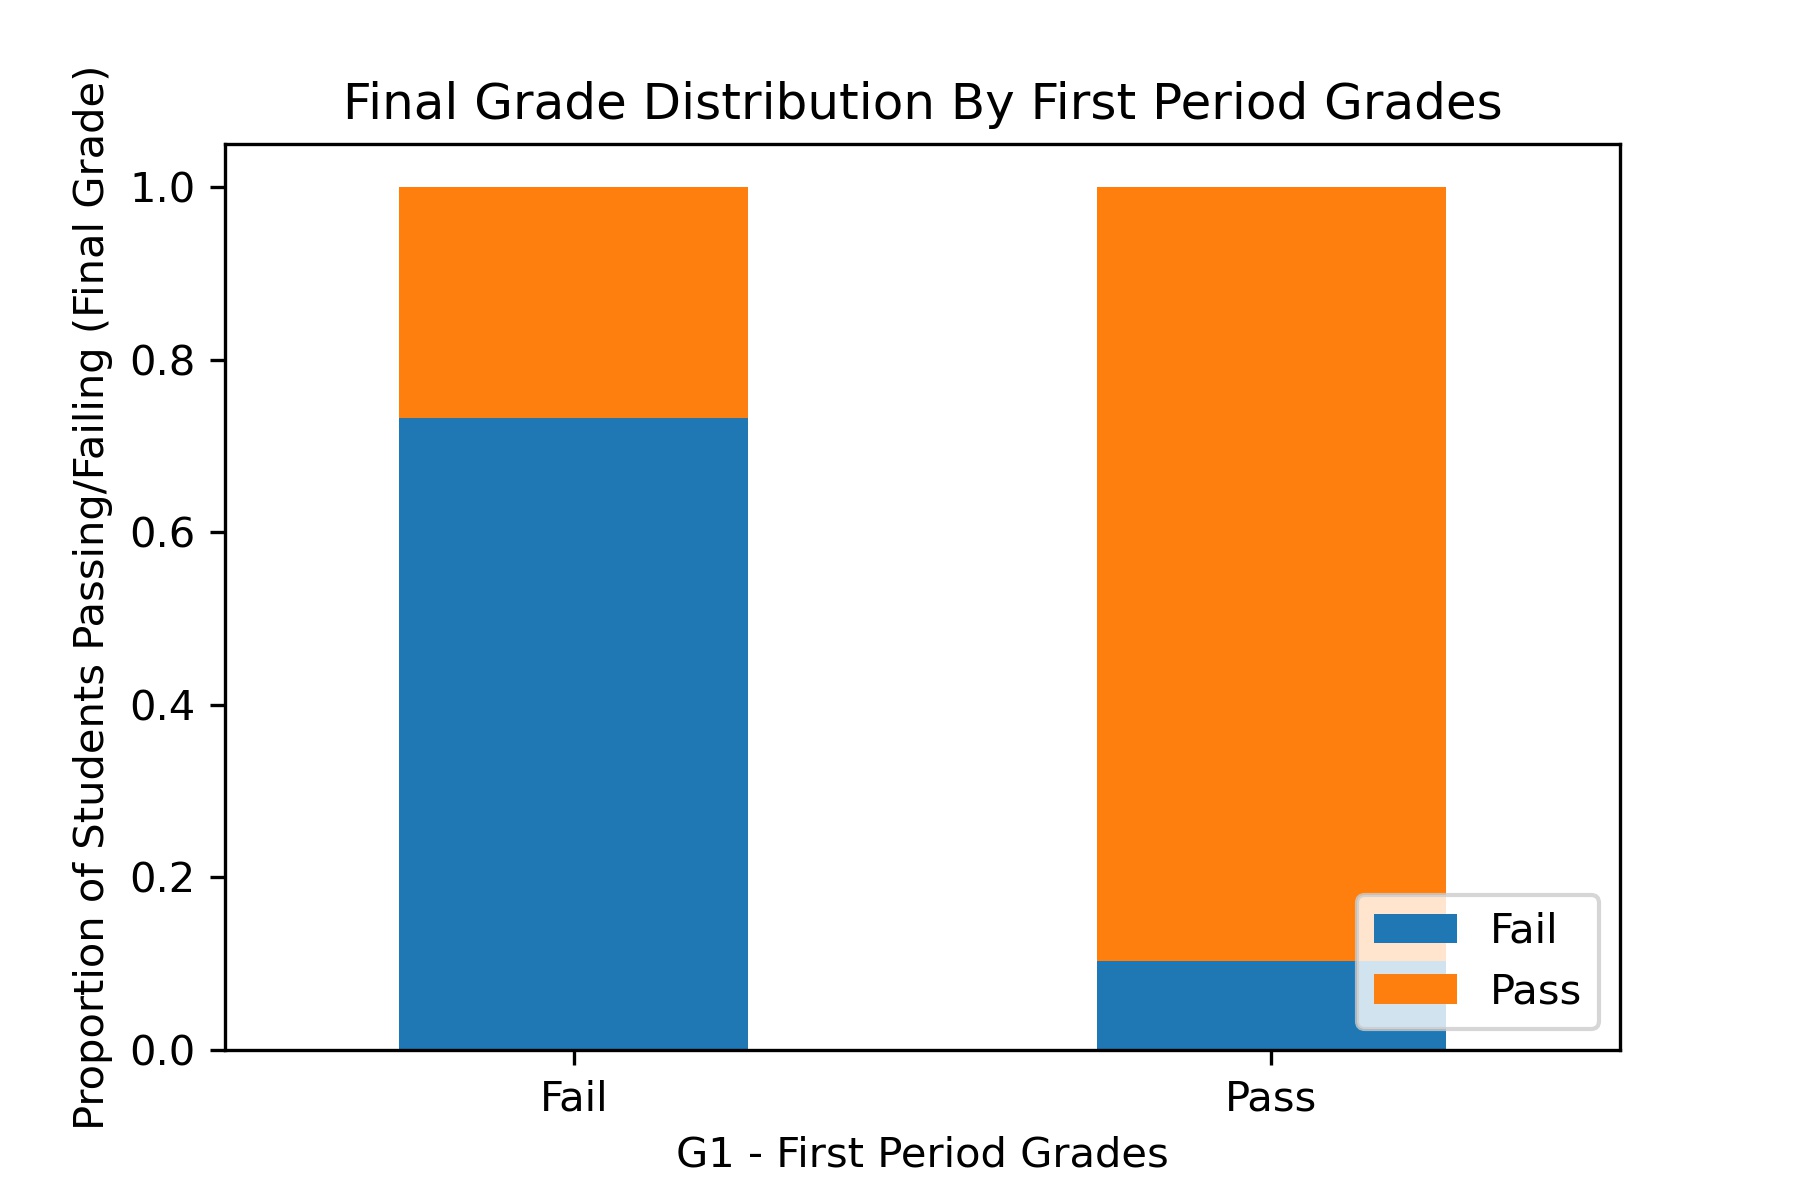 Final Grade Distribution By First Period Grades
Proportion of Students Passing/Failing (Final Grade)
1.0
0.8
0.6
0.4
0.2
0.0
Fail
Pass
Fail
Pass
G1 - First Period Grades